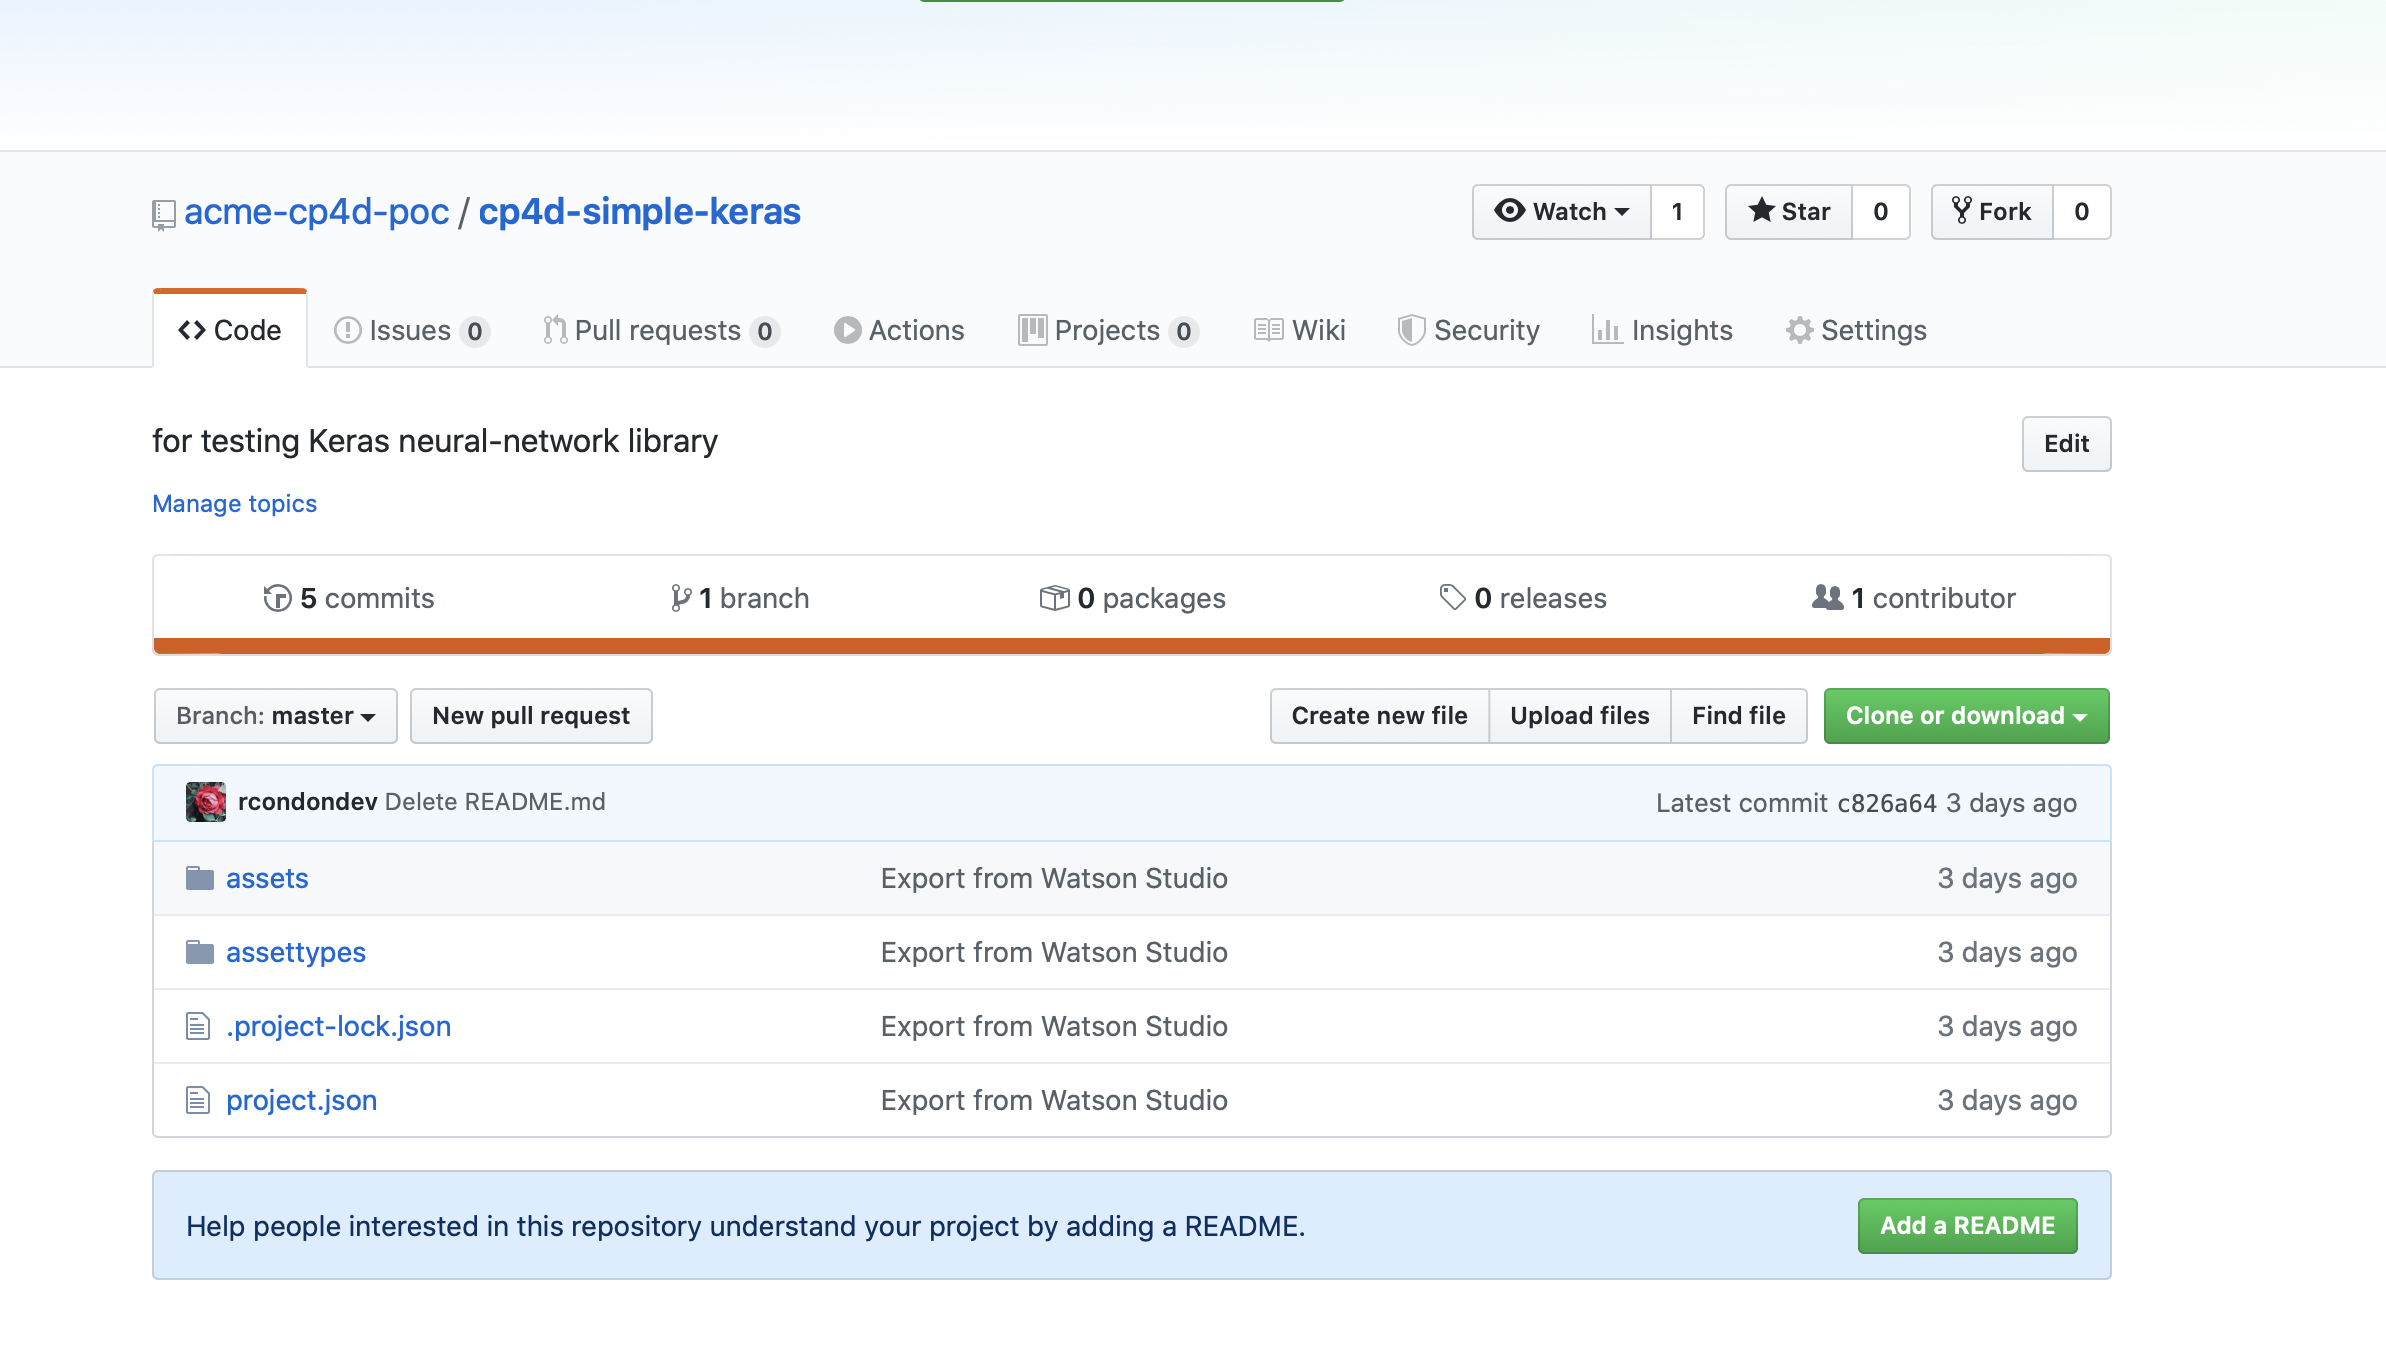 acme-cp4d-poc / cp4d-simple-keras
Watch 1 Star 0 Fork 0
Code Issues 0 Pull requests 0 Actions Projects 0 Wiki Security Insights Settings
for testing Keras neural-network library Edit
Manage topics
5 commits 1 branch 0 packages 0 releases 1 contributor
Branch: master New pull request Create new file Upload files Find file Clone or download
rcondondev Delete README.md Latest commit c826a64 3 days ago
assets Export from Watson Studio 3 days ago
assettypes Export from Watson Studio 3 days ago
.project-lock.json Export from Watson Studio 3 days ago
project.json Export from Watson Studio 3 days ago
Help people interested in this repository understand your project by adding a README. Add a README